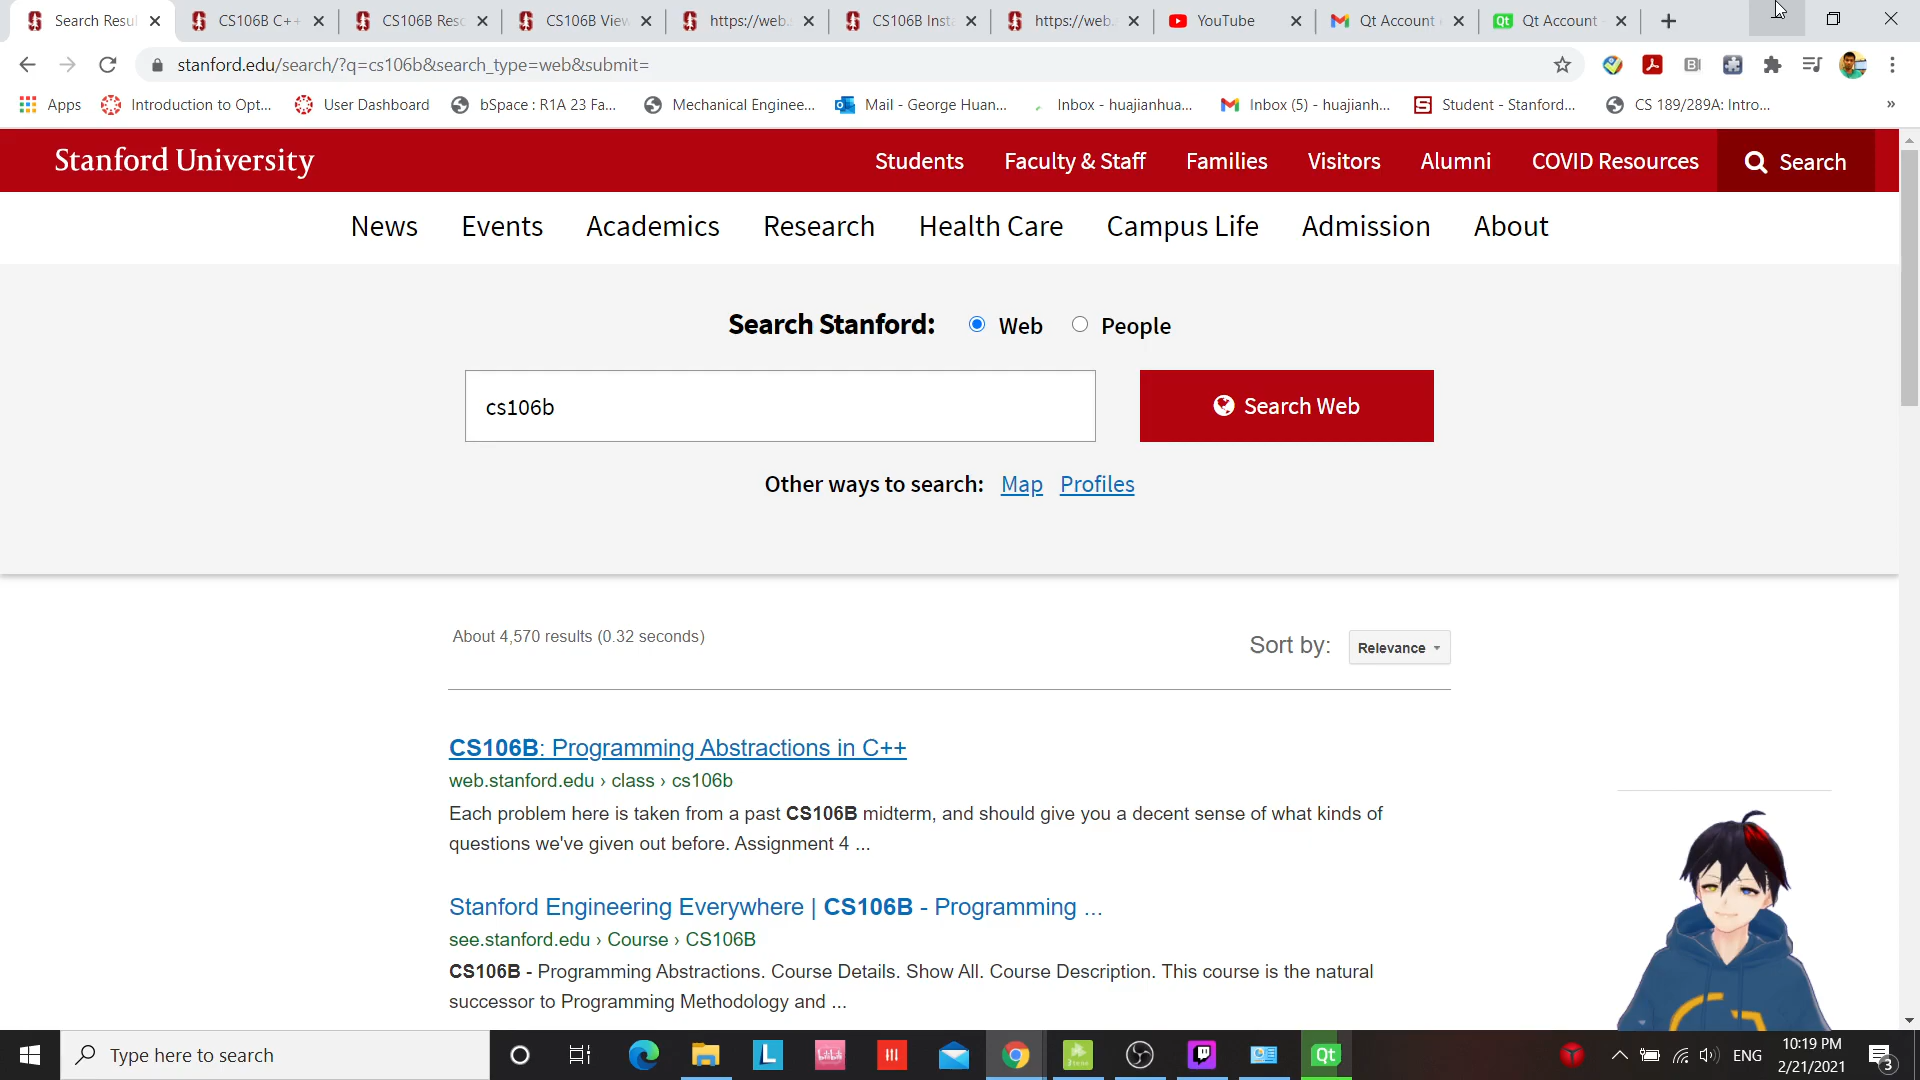 Search Resul
CS106B C++
CS106B Reso
CS106B View
https://web.
CS106B Insta
https://web.
YouTube
Qt Account
Qt Account
stanford.edu/search/?q=cs106b&search_type=web&submit=
Apps
Introduction to Opt...
User Dashboard
bSpace : R1A 23 Fa...
Mechanical Enginee...
Mail - George Huan...
Inbox - huajianhua...
Inbox (5) - huajianh...
Student - Stanford...
CS 189/289A: Intro...
»
Stanford University
Students
Faculty & Staff
Families
Visitors
Alumni
COVID Resources
Search
News
Events
Academics
Research
Health Care
Campus Life
Admission
About
Search Stanford:
Web
People
cs106b
Search Web
Other ways to search: Map Profiles
About 4,570 results (0.32 seconds)
Sort by:
Relevance
CS106B: Programming Abstractions in C++
web.stanford.edu › class › cs106b
Each problem here is taken from a past CS106B midterm, and should give you a decent sense of what kinds of
questions we've given out before. Assignment 4 ...
Stanford Engineering Everywhere | CS106B - Programming ...
see.stanford.edu › Course › CS106B
CS106B - Programming Abstractions. Course Details. Show All. Course Description. This course is the natural
successor to Programming Methodology and ...
Type here to search
L
Qt
ENG
10:19 PM
2/21/2021
3